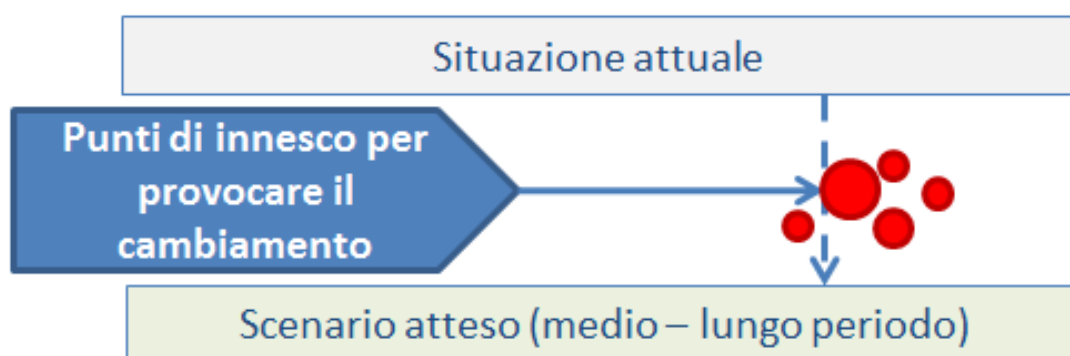 Situazione attuale
Punti di innesco per
provocare il
cambiamento
Scenario atteso (medio – lungo periodo)